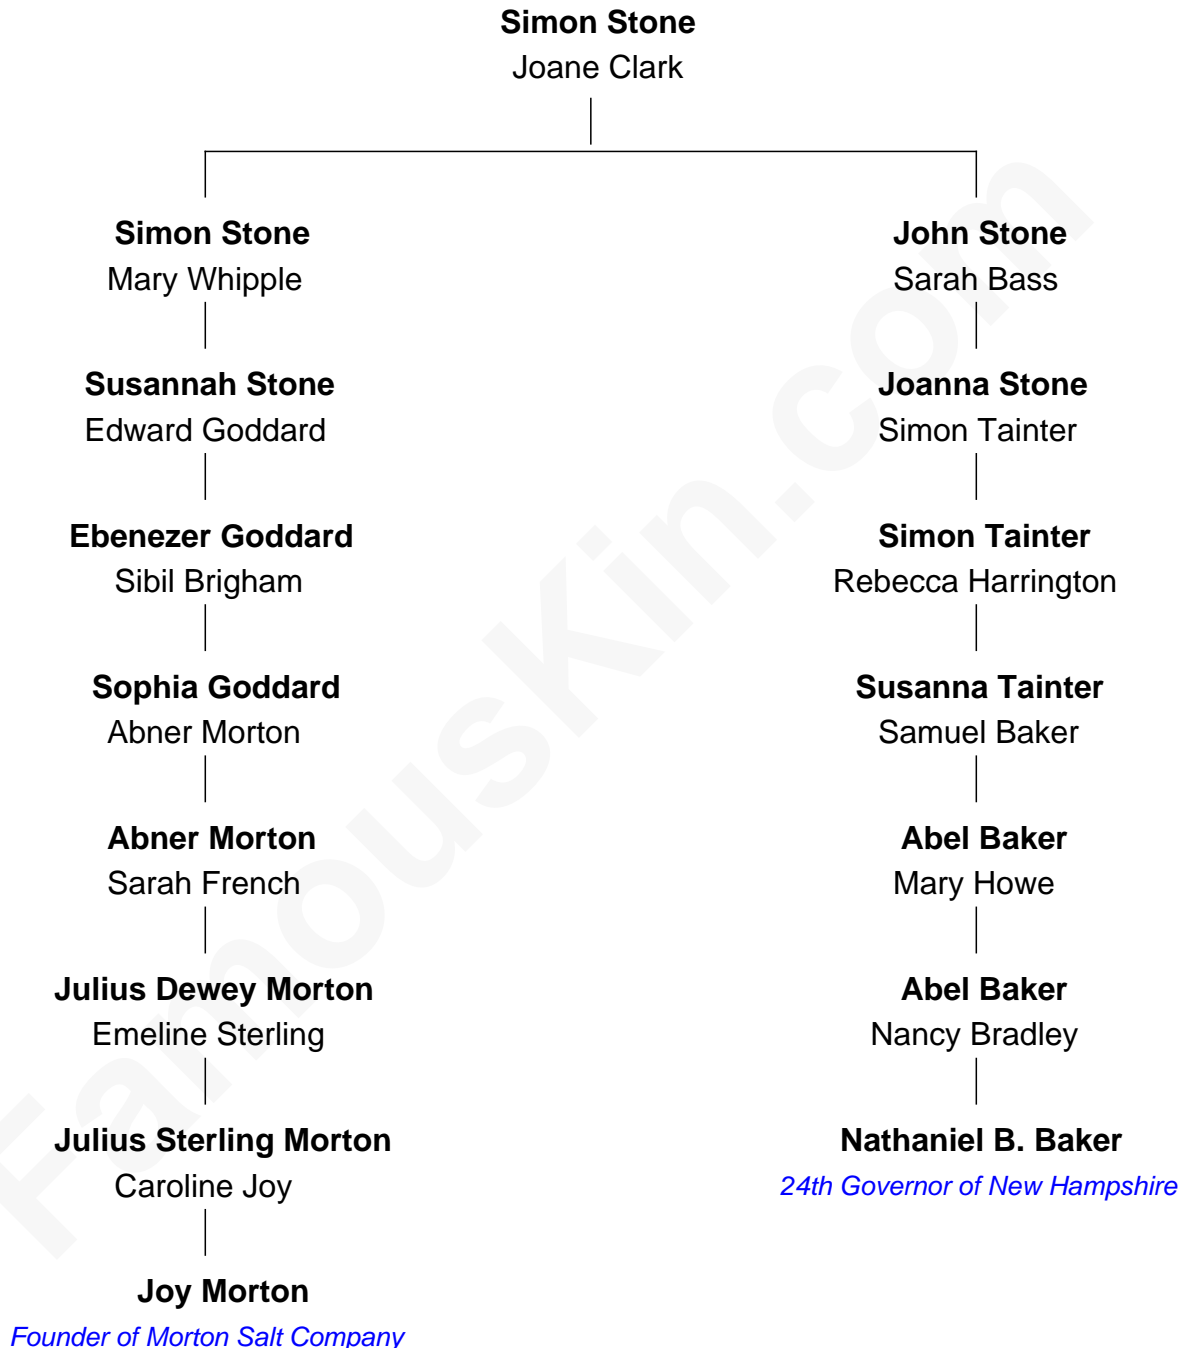 Simon Stone
Joane Clark
Simon Stone
Mary Whipple
John Stone
Sarah Bass
Susannah Stone
Edward Goddard
Joanna Stone
Simon Tainter
Ebenezer Goddard
Sibil Brigham
Simon Tainter
Rebecca Harrington
Sophia Goddard
Abner Morton
Susanna Tainter
Samuel Baker
Abner Morton
Sarah French
Abel Baker
Mary Howe
Julius Dewey Morton
Emeline Sterling
Abel Baker
Nancy Bradley
Julius Sterling Morton
Caroline Joy
Nathaniel B. Baker
24th Governor of New Hampshire
Joy Morton
Founder of Morton Salt Company
FamousKin.com